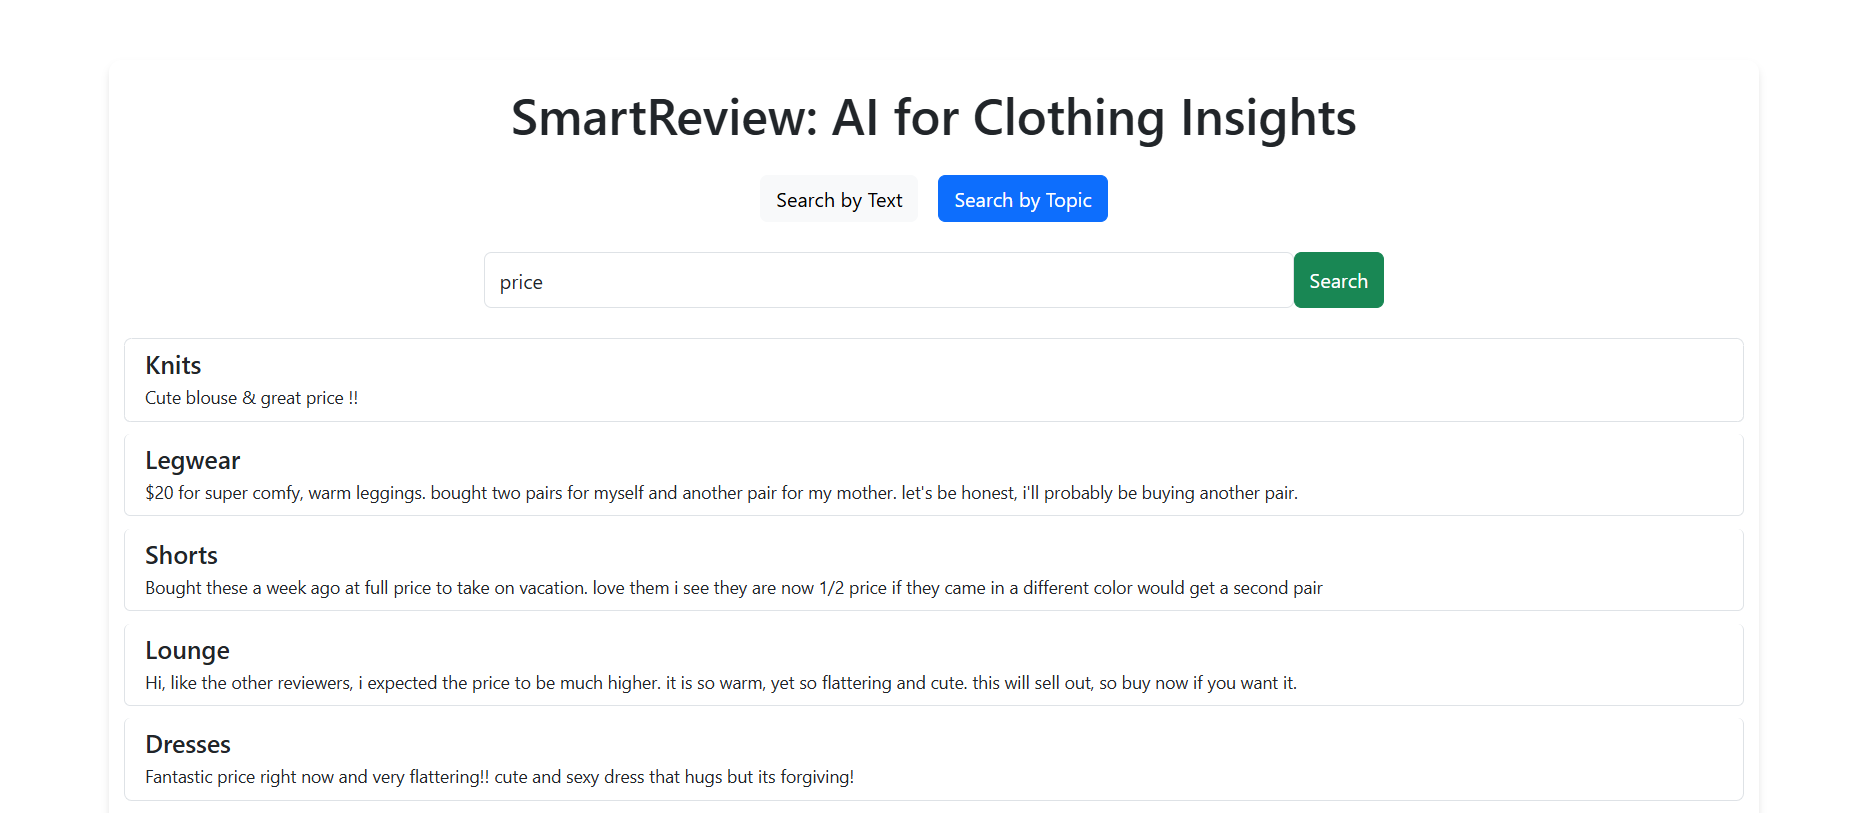 SmartReview: AI for Clothing Insights
Search by Text Search by Topic
price Search
Knits
Cute blouse & great price !!
Legwear
$20 for super comfy, warm leggings. bought two pairs for myself and another pair for my mother. let's be honest, i'll probably be buying another pair.
Shorts
Bought these a week ago at full price to take on vacation. love them i see they are now 1/2 price if they came in a different color would get a second pair
Lounge
Hi, like the other reviewers, i expected the price to be much higher. it is so warm, yet so flattering and cute. this will sell out, so buy now if you want it.
Dresses
Fantastic price right now and very flattering!! cute and sexy dress that hugs but its forgiving!